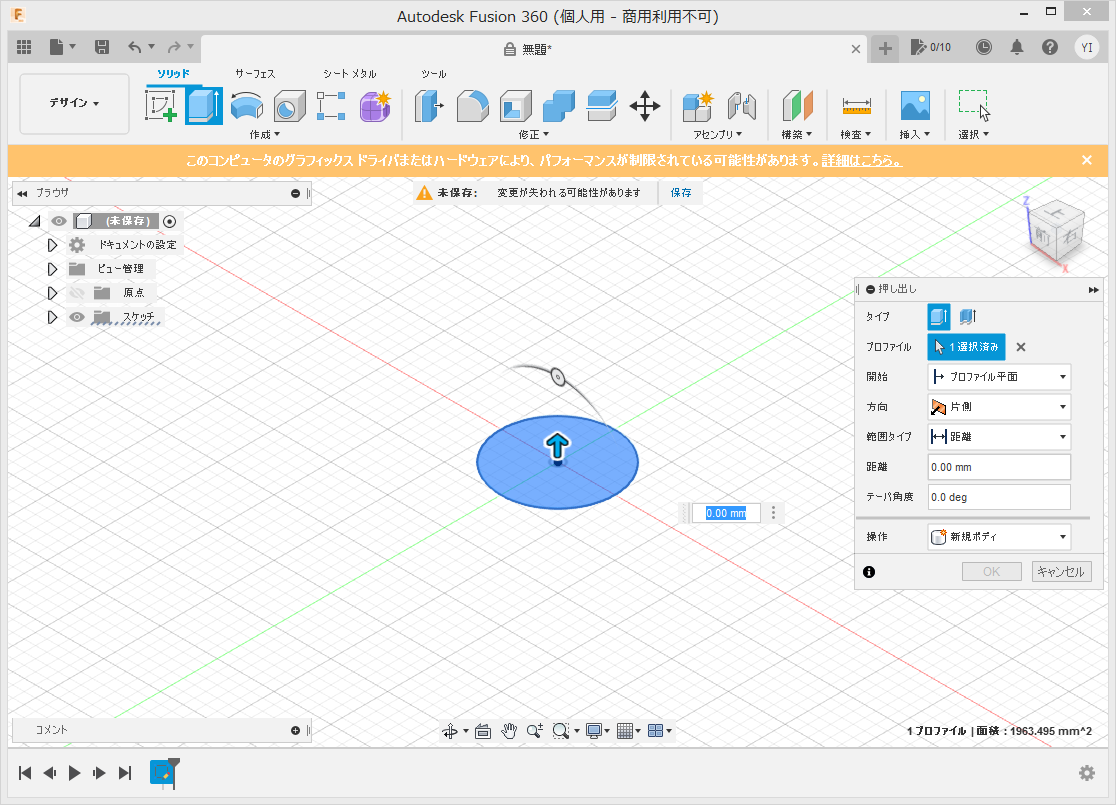 Autodesk Fusion 360 (個人用 - 商用利用不可)
無題*
0/10
YI
デザイン
ソリッド サーフェス シート メタル ツール
作成 修正 アセンブリ 構築 検査 挿入 選択
このコンピュータのグラフィックス ドライバまたはハードウェアにより、パフォーマンスが制限されている可能性があります。詳細はこちら。
ブラウザ
未保存: 変更が失われる可能性があります 保存
(未保存)
ドキュメントの設定
ビュー管理
原点
スケッチ
Z
上
前
右
X
押し出し
タイプ
プロファイル 1 選択済み
開始 プロファイル平面
方向 片側
範囲タイプ 距離
距離 0.00 mm
テーパ角度 0.0 deg
操作 新規ボディ
OK キャンセル
0.00 mm
コメント
1 プロファイル | 面積 : 1963.495 mm^2